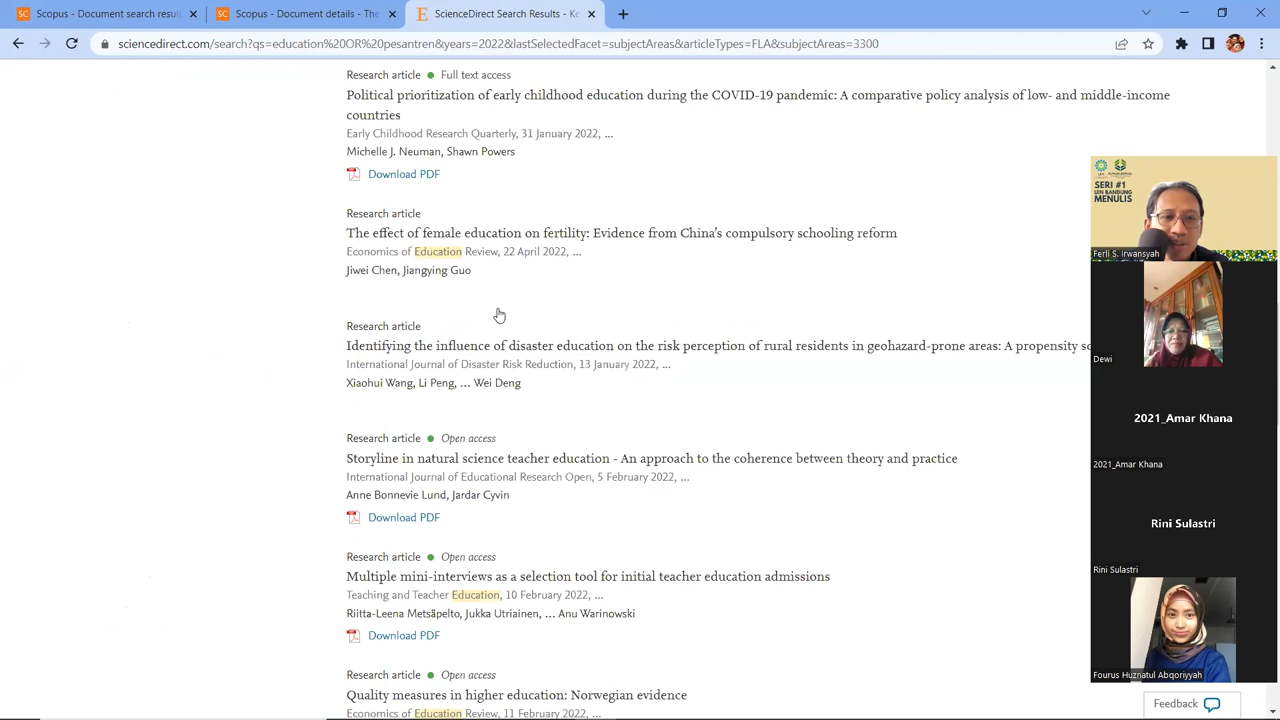 Scopus - Document search resul
Scopus - Document search result
ScienceDirect Search Results - Ke
sciencedirect.com/search?qs=education%20OR%20pesantren&years=2022&lastSelectedFacet=subjectAreas&articleTypes=FLA&subjectAreas=3300
Research article Full text access
Political prioritization of early childhood education during the COVID-19 pandemic: A comparative policy analysis of low- and middle-income
countries
Early Childhood Research Quarterly, 31 January 2022, ...
Michelle J. Neuman, Shawn Powers
Download PDF
Research article
The effect of female education on fertility: Evidence from China's compulsory schooling reform
Economics of Education Review, 22 April 2022, ...
Jiwei Chen, Jiangying Guo
Research article
Identifying the influence of disaster education on the risk perception of rural residents in geohazard-prone areas: A propensity sc
International Journal of Disaster Risk Reduction, 13 January 2022, ...
Xiaohui Wang, Li Peng, ... Wei Deng
Research article Open access
Storyline in natural science teacher education - An approach to the coherence between theory and practice
International Journal of Educational Research Open, 5 February 2022, ...
Anne Bonnevie Lund, Jardar Cyvin
Download PDF
Research article Open access
Multiple mini-interviews as a selection tool for initial teacher education admissions
Teaching and Teacher Education, 10 February 2022, ...
Riitta-Leena Metsäpelto, Jukka Utriainen, ... Anu Warinowski
Download PDF
Research article Open access
Quality measures in higher education: Norwegian evidence
Economics of Education Review, 11 February 2022, ...
SERI #1
UIN BANDUNG
MENULIS
Ferli S. Irwansyah
Dewi
2021_Amar Khana
2021_Amar Khana
Rini Sulastri
Rini Sulastri
Fourus Huznatul Abqoriyyah
Feedback